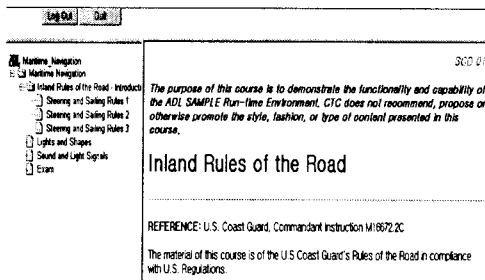 Log Out Quit
Maritime_Navigation
Maritime Navigation
Inland Rules of the Road - Introducti
Steering and Sailing Rules 1
Steering and Sailing Rules 2
Steering and Sailing Rules 3
Lights and Shapes
Sound and Light Signals
Exam
SCO 01
The purpose of this course is to demonstrate the functionality and capability of
the ADL SAMPLE Run-time Environment. CTC does not recommend, propose or
otherwise promote the style, fashion, or type of content presented in this
course.
Inland Rules of the Road
REFERENCE: U.S. Coast Guard, Commandant Instruction M16672.2C
The material of this course is of the U.S Coast Guard's Rules of the Road in compliance
with U.S. Regulations.